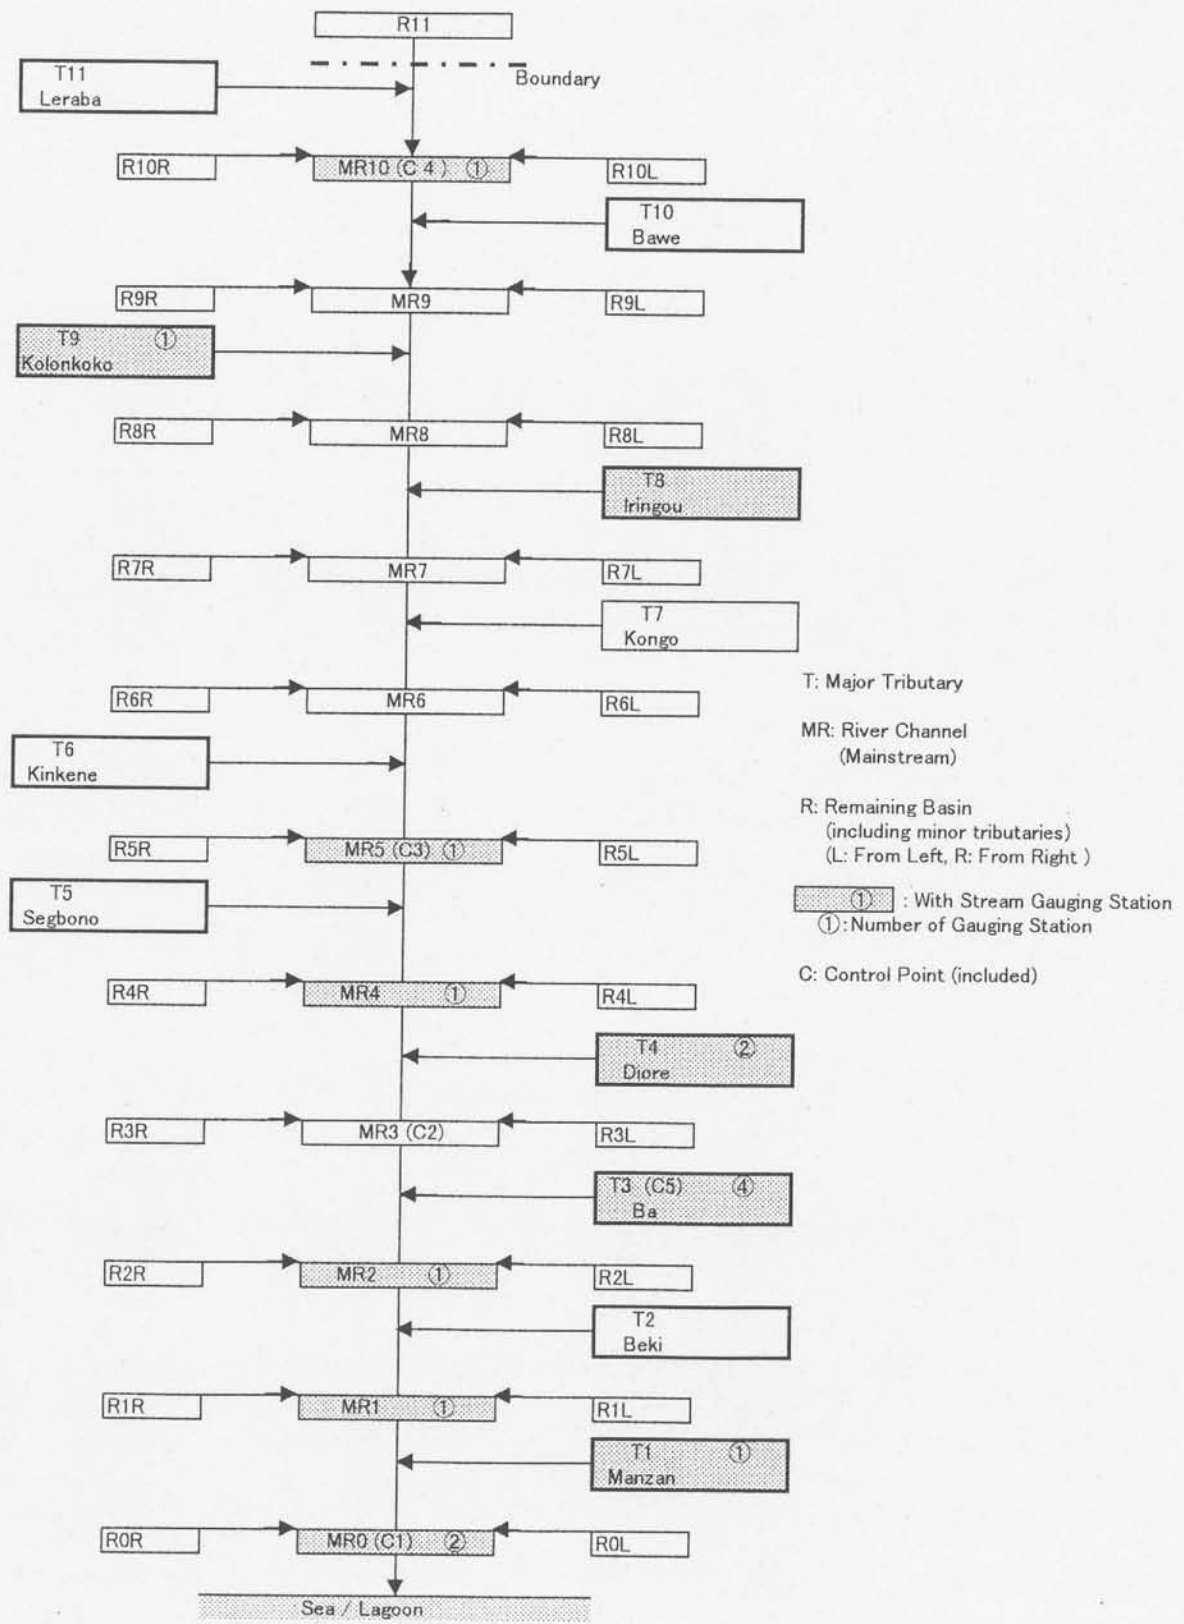 R11
Boundary
T11
Leraba
R10R
MR10 (C 4 ) ①
R10L
T10
Bawe
R9R
MR9
R9L
T9 ①
Kolonkoko
R8R
MR8
R8L
T8
Iringou
R7R
MR7
R7L
T7
Kongo
R6R
MR6
R6L
T: Major Tributary
MR: River Channel
(Mainstream)
T6
Kinkene
R: Remaining Basin
(including minor tributaries)
(L: From Left, R: From Right )
R5R
MR5 (C3) ①
R5L
T5
Segbono
① : With Stream Gauging Station
①:Number of Gauging Station
C: Control Point (included)
R4R
MR4 ①
R4L
T4 ②
Diore
R3R
MR3 (C2)
R3L
T3 (C5) ④
Ba
R2R
MR2 ①
R2L
T2
Beki
R1R
MR1 ①
R1L
T1 ①
Manzan
R0R
MR0 (C1) ②
R0L
Sea / Lagoon